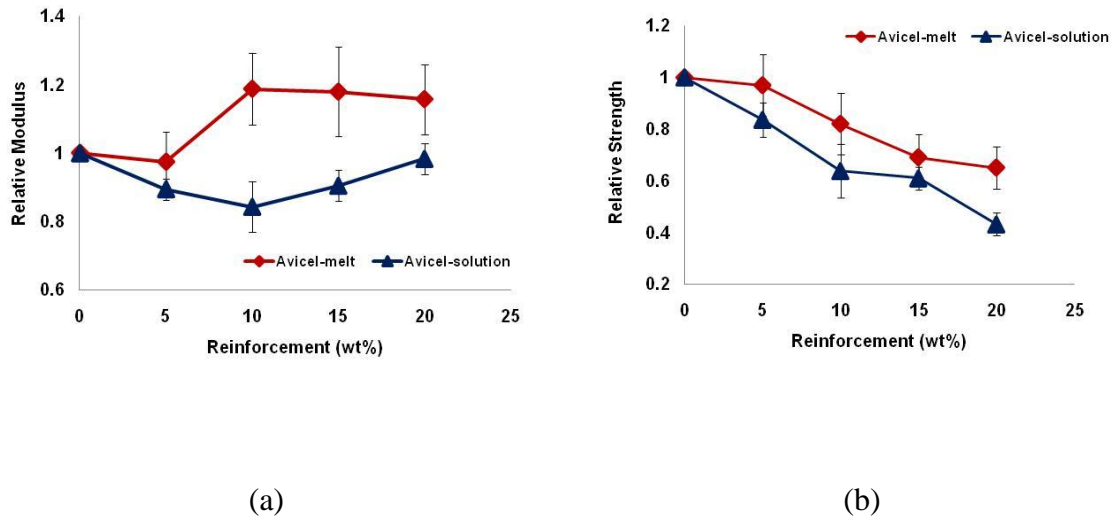 1.4
1.2
1
0.8
0.6
Relative Modulus
Avicel-melt Avicel-solution
0 5 10 15 20 25
Reinforcement (wt%)
(a)
1.2
1
0.8
0.6
0.4
0.2
Relative Strength
Avicel-melt Avicel-solution
0 5 10 15 20 25
Reinforcement (wt%)
(b)